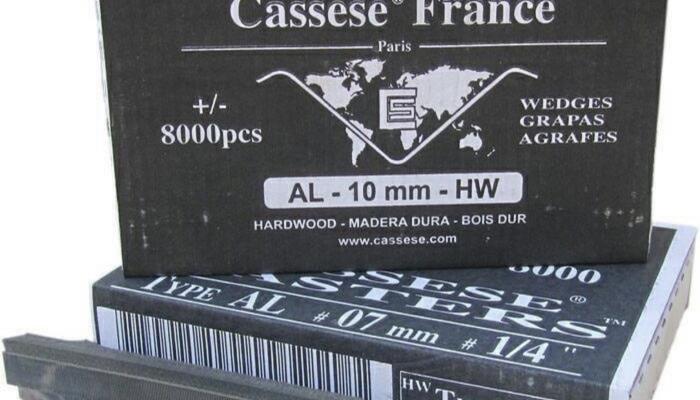 Cassese® France
Paris
+/-
8000pcs
WEDGES
GRAPAS
AGRAFES
AL - 10 mm - HW
HARDWOOD - MADERA DURA - BOIS DUR
www.cassese.com
8000
TYPE AL # 07 mm # 1/4 "
HW